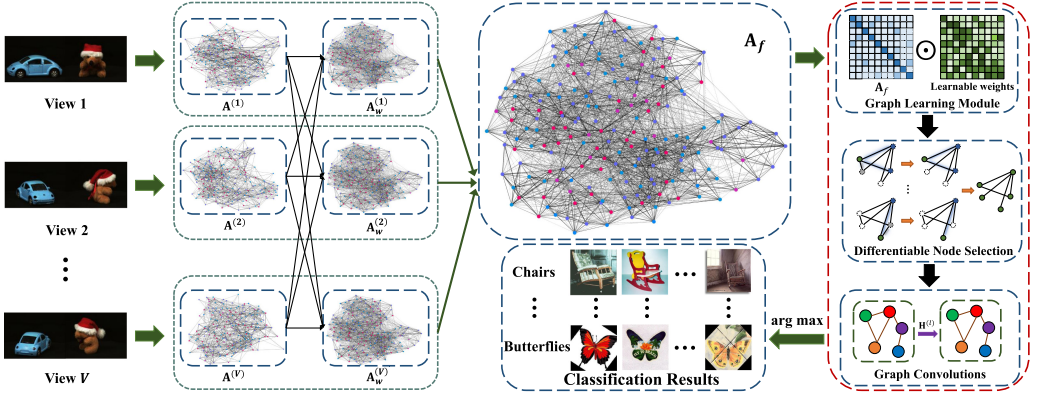 View 1
View 2
View V
A^(1)
A_w^(1)
A^(2)
A_w^(2)
A^(V)
A_w^(V)
A_f
Chairs
Butterflies
Classification Results
arg max
A_f
Learnable weights
Graph Learning Module
Differentiable Node Selection
H^(l)
Graph Convolutions